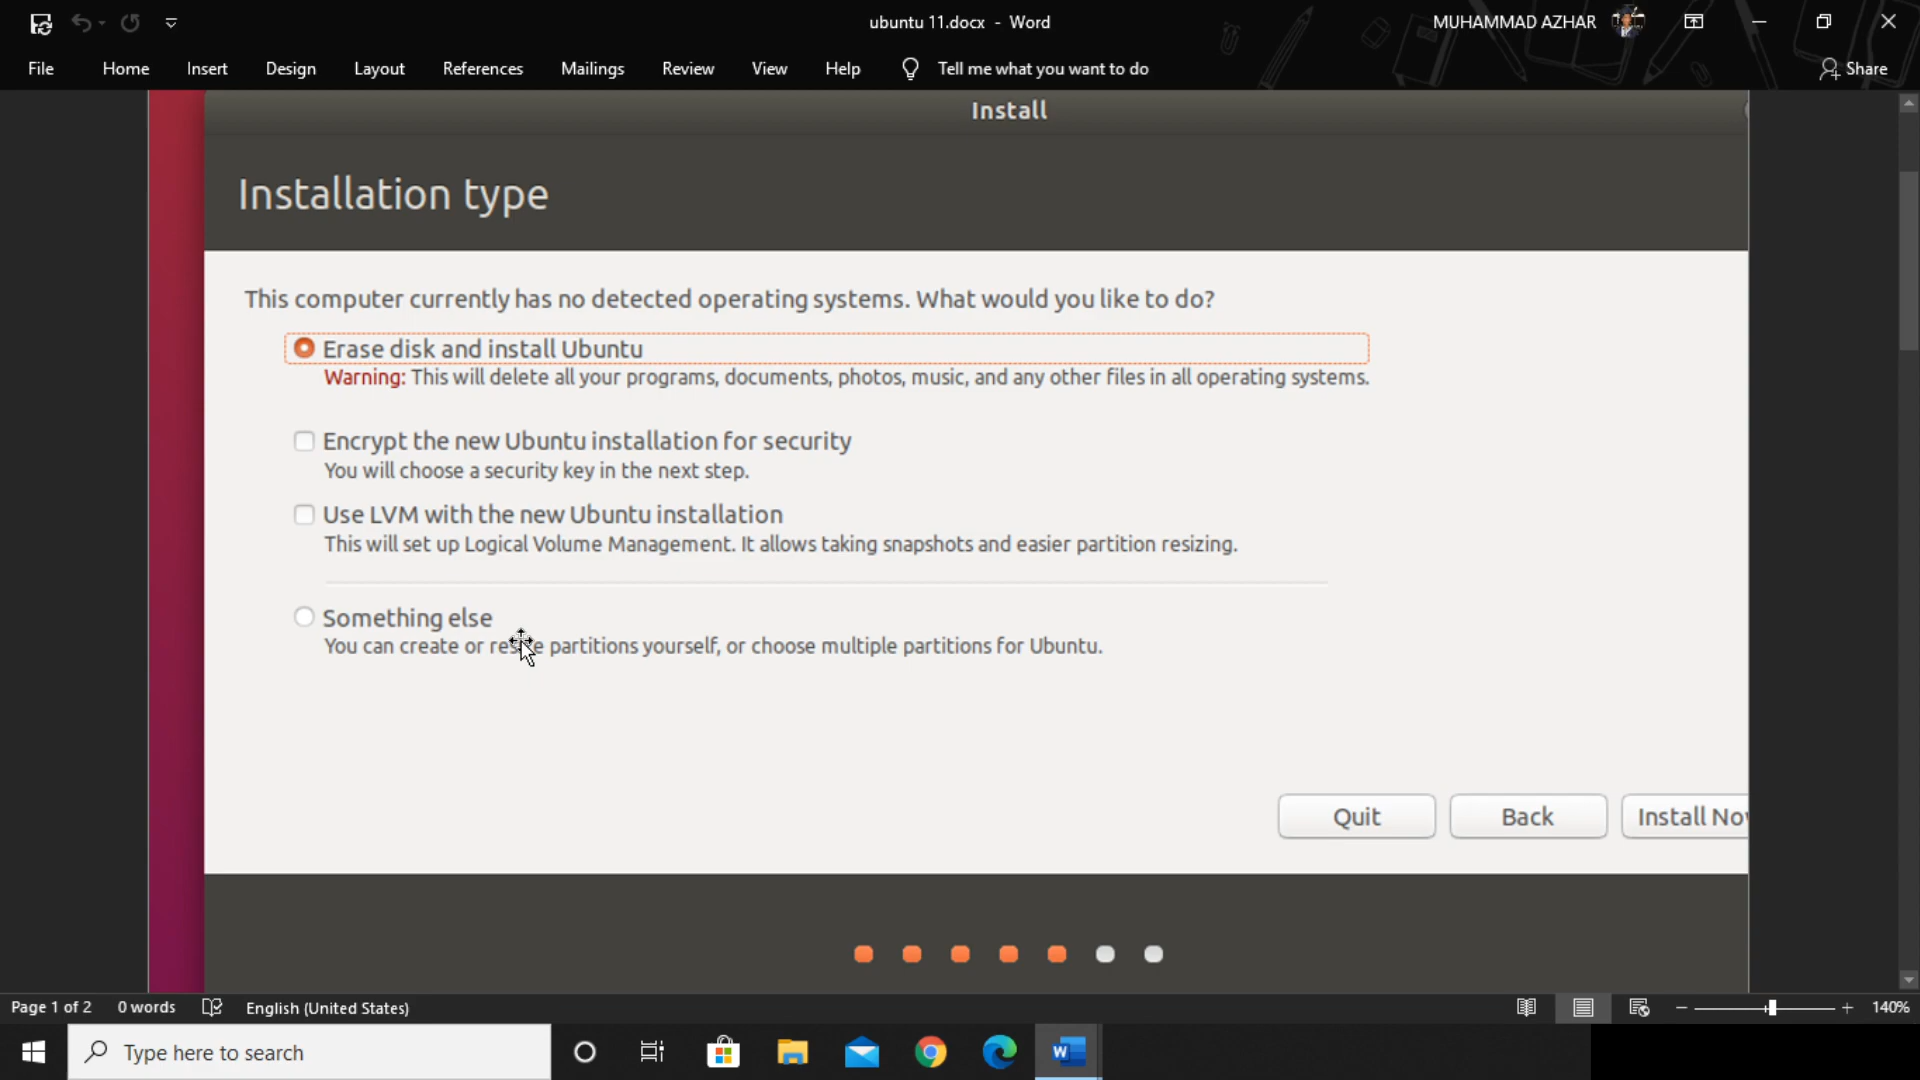 ubuntu 11.docx - Word
MUHAMMAD AZHAR
File Home Insert Design Layout References Mailings Review View Help Tell me what you want to do Share
Install
Installation type
This computer currently has no detected operating systems. What would you like to do?
Erase disk and install Ubuntu
Warning: This will delete all your programs, documents, photos, music, and any other files in all operating systems.
Encrypt the new Ubuntu installation for security
You will choose a security key in the next step.
Use LVM with the new Ubuntu installation
This will set up Logical Volume Management. It allows taking snapshots and easier partition resizing.
Something else
You can create or resize partitions yourself, or choose multiple partitions for Ubuntu.
Quit Back Install Now
Page 1 of 2 0 words English (United States) 140%
Type here to search